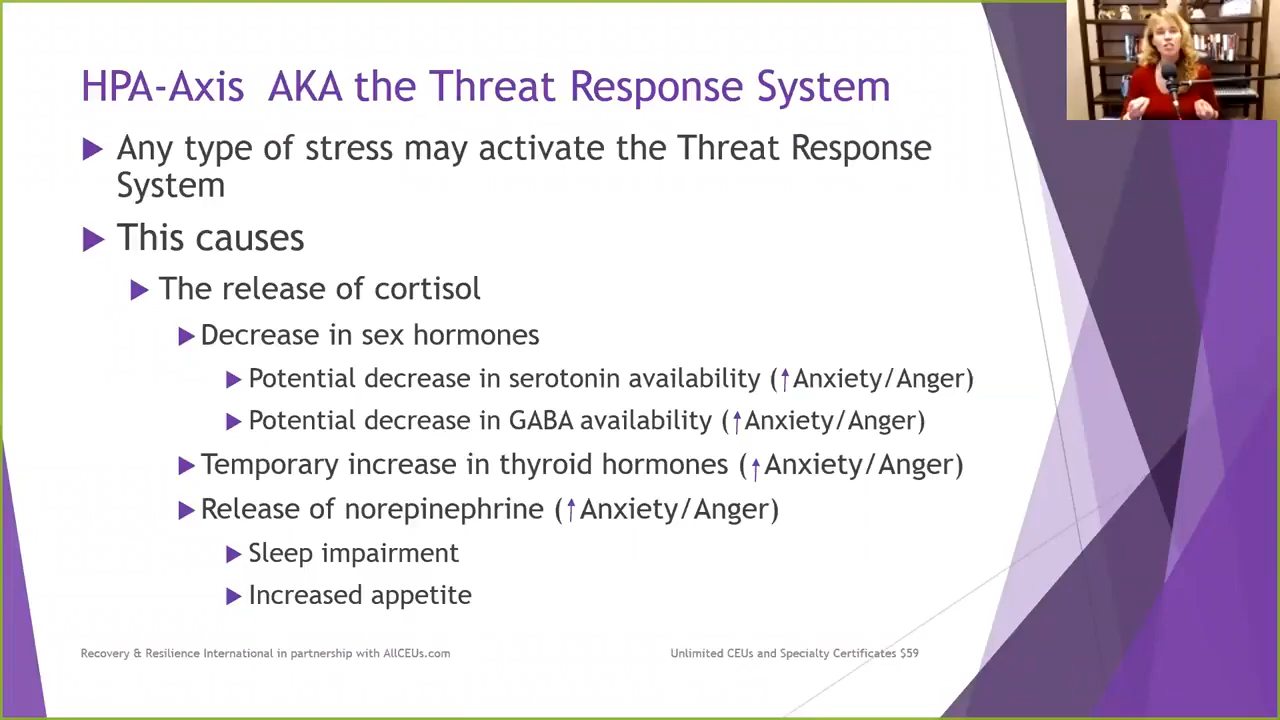 HPA-Axis AKA the Threat Response System
Any type of stress may activate the Threat Response
System
This causes
The release of cortisol
Decrease in sex hormones
Potential decrease in serotonin availability (↑Anxiety/Anger)
Potential decrease in GABA availability (↑Anxiety/Anger)
Temporary increase in thyroid hormones (↑Anxiety/Anger)
Release of norepinephrine (↑Anxiety/Anger)
Sleep impairment
Increased appetite
Recovery & Resilience International in partnership with AllCEUs.com
Unlimited CEUs and Specialty Certificates $59